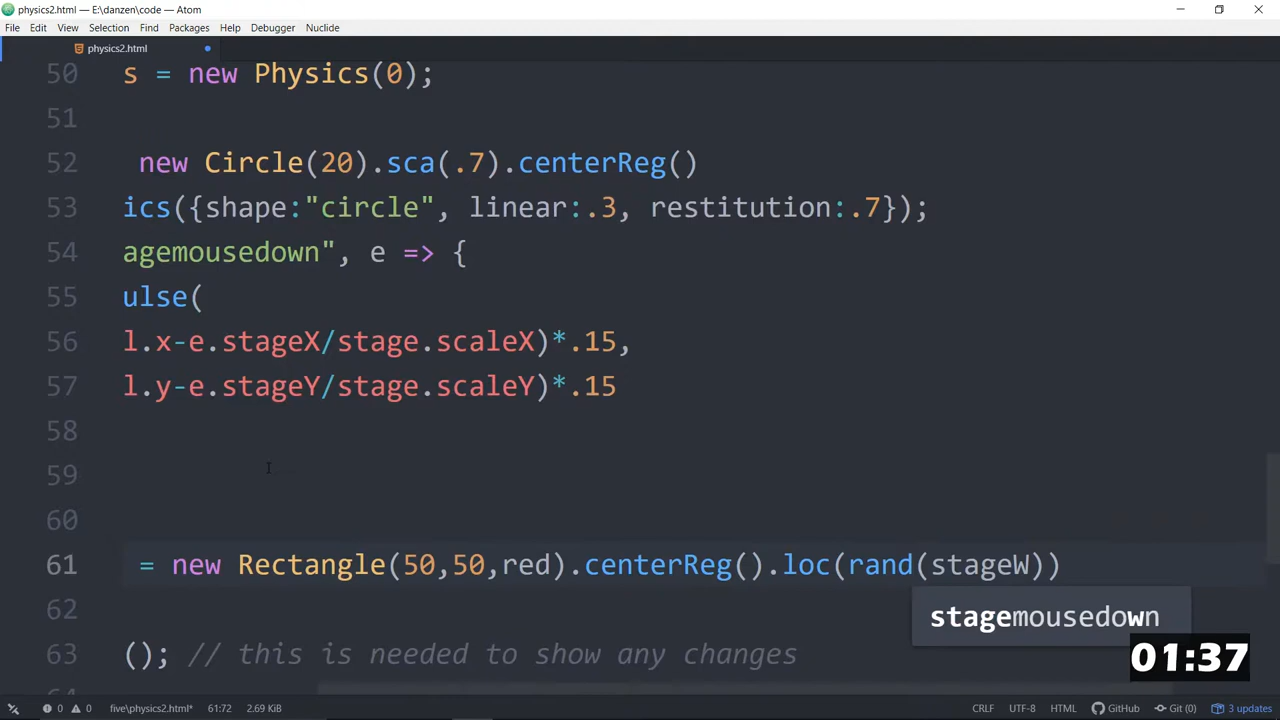 physics2.html — E:\danzen\code — Atom
File Edit View Selection Find Packages Help Debugger Nuclide
physics2.html
50 s = new Physics(0);
51
52 new Circle(20).sca(.7).centerReg()
53 ics({shape:"circle", linear:.3, restitution:.7});
54 agemousedown", e => {
55 ulse(
56 l.x-e.stageX/stage.scaleX)*.15,
57 l.y-e.stageY/stage.scaleY)*.15
58
59
60
61 = new Rectangle(50,50,red).centerReg().loc(rand(stageW))
62 stagemousedown
63 (); // this is needed to show any changes
01:37
0 0 five\physics2.html* 61:72 2.69 KiB CRLF UTF-8 HTML GitHub Git (0) 3 updates